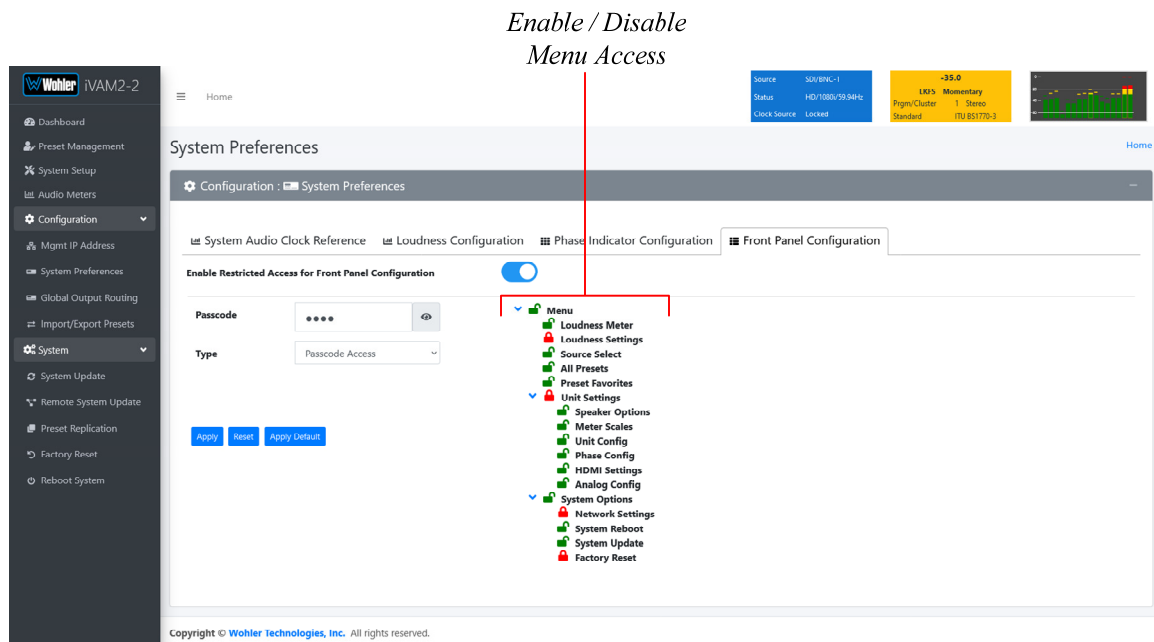 Enable / Disable
Menu Access
Wohler iVAM2-2
Dashboard
Preset Management
System Setup
Audio Meters
Configuration
Mgmt IP Address
System Preferences
Global Output Routing
Import/Export Presets
System
System Update
Remote System Update
Preset Replication
Factory Reset
Reboot System
Home
Source SDI/BNC-1
Status HD/1080i/59.94Hz
Clock Source Locked
-35.0
LKFS Momentary
Prgm/Cluster 1 Stereo
Standard ITU BS1770-3
System Preferences
Home
Configuration : System Preferences
System Audio Clock Reference Loudness Configuration Phase Indicator Configuration Front Panel Configuration
Enable Restricted Access for Front Panel Configuration
Passcode
Type Passcode Access
Apply Reset Apply Default
Menu
Loudness Meter
Loudness Settings
Source Select
All Presets
Preset Favorites
Unit Settings
Speaker Options
Meter Scales
Unit Config
Phase Config
HDMI Settings
Analog Config
System Options
Network Settings
System Reboot
System Update
Factory Reset
Copyright © Wohler Technologies, Inc. All rights reserved.